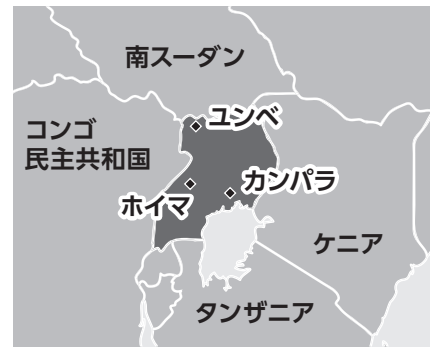 南スーダン
ユンベ
コンゴ
民主共和国
カンパラ
ホイマ
ケニア
タンザニア